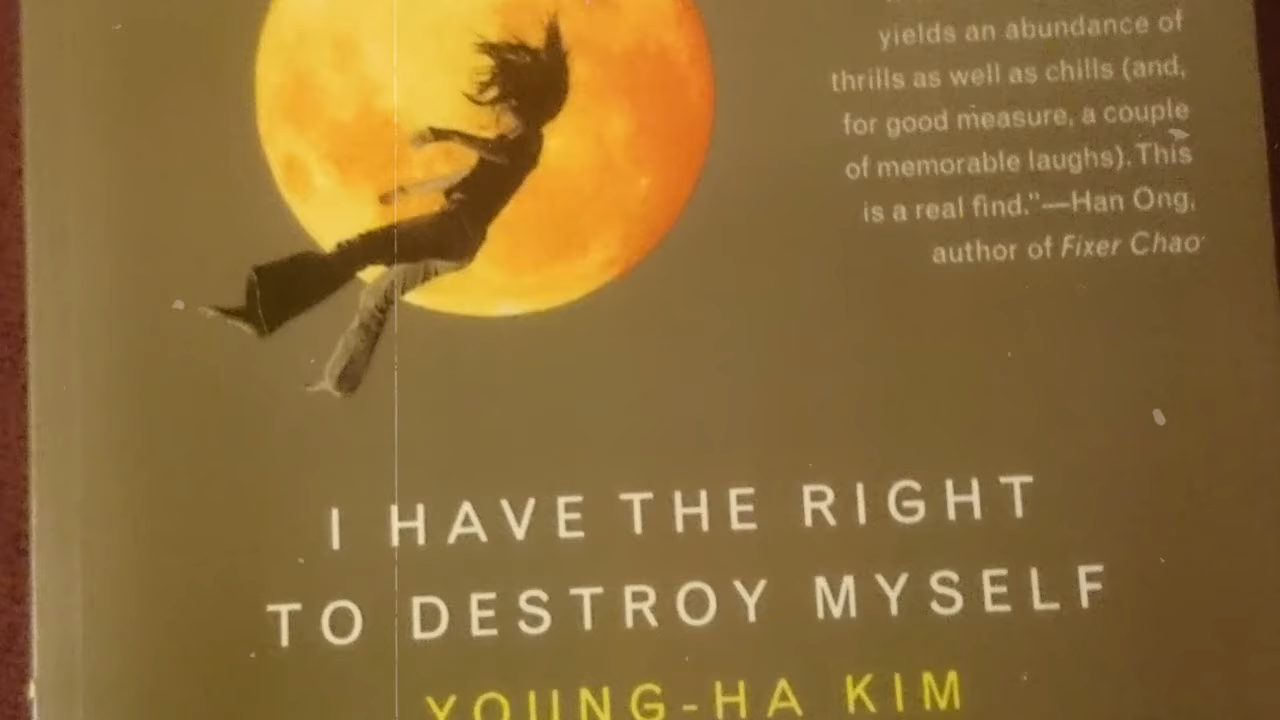 yields an abundance of
thrills as well as chills (and,
for good measure, a couple
of memorable laughs). This
is a real find."—Han Ong,
author of Fixer Chao
I HAVE THE RIGHT
TO DESTROY MYSELF
YOUNG-HA KIM